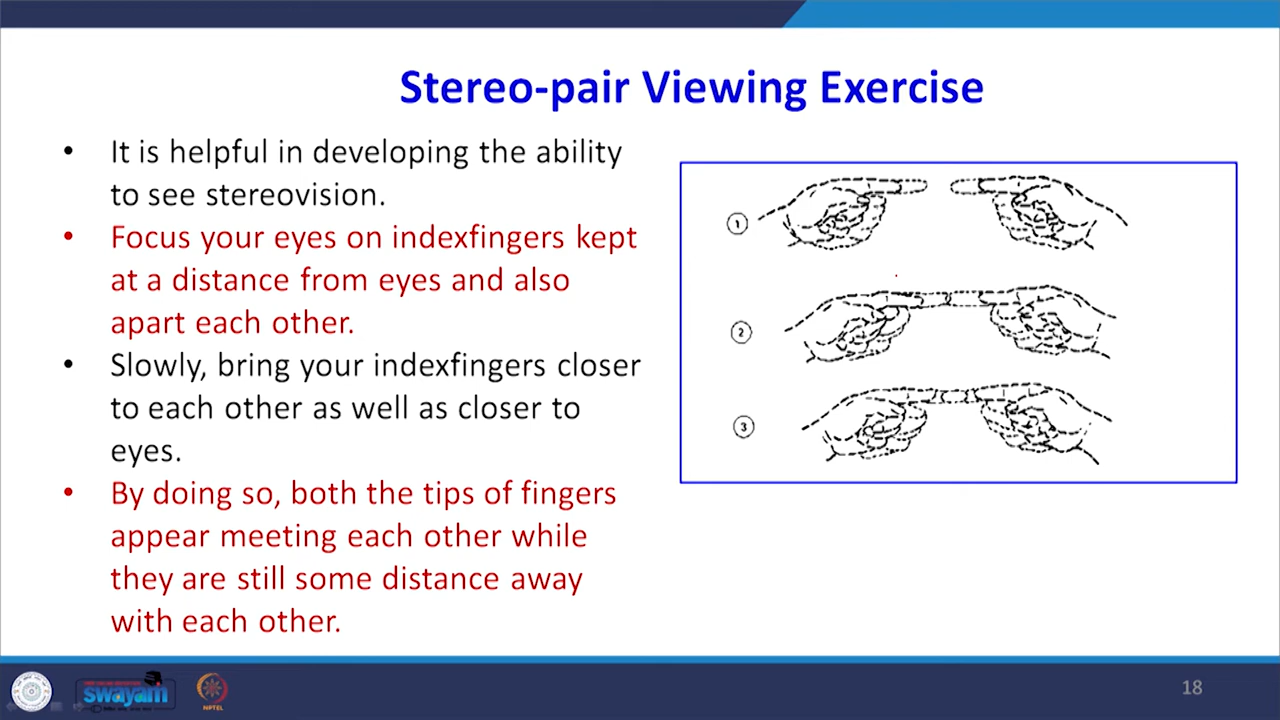 Stereo-pair Viewing Exercise
• It is helpful in developing the ability
to see stereovision.
• Focus your eyes on indexfingers kept
at a distance from eyes and also
apart each other.
• Slowly, bring your indexfingers closer
to each other as well as closer to
eyes.
• By doing so, both the tips of fingers
appear meeting each other while
they are still some distance away
with each other.
1
2
3
swayam
NPTEL
18